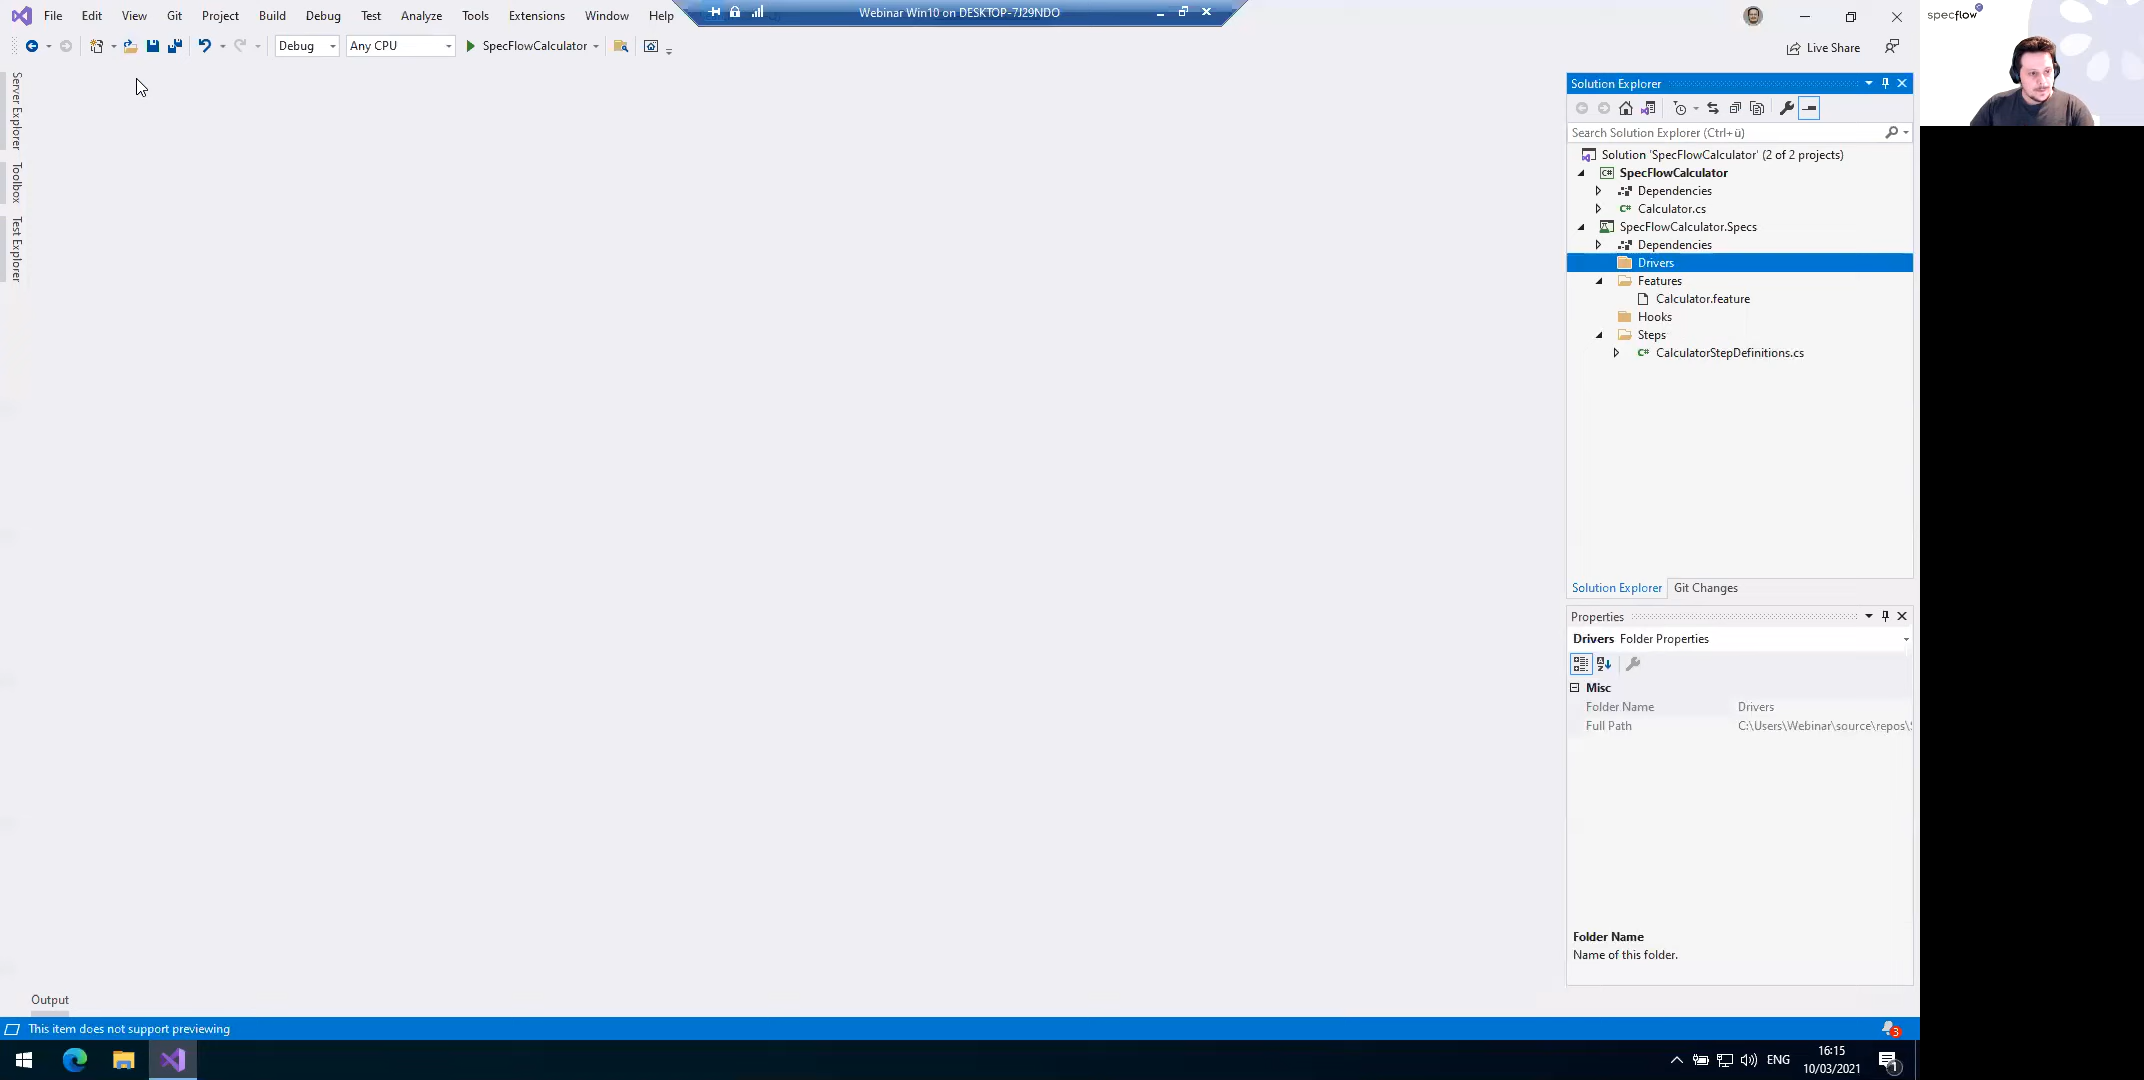 File Edit View Git Project Build Debug Test Analyze Tools Extensions Window Help
Webinar Win10 on DESKTOP-7J29NDO
specflow
Debug Any CPU SpecFlowCalculator
Live Share
Server Explorer
Toolbox
Test Explorer
Solution Explorer
Search Solution Explorer (Ctrl+ü)
Solution 'SpecFlowCalculator' (2 of 2 projects)
SpecFlowCalculator
Dependencies
C# Calculator.cs
SpecFlowCalculator.Specs
Dependencies
Drivers
Features
Calculator.feature
Hooks
Steps
C# CalculatorStepDefinitions.cs
Solution Explorer Git Changes
Properties
Drivers Folder Properties
Misc
Folder Name Drivers
Full Path C:\Users\Webinar\source\repos\
Folder Name
Name of this folder.
Output
This item does not support previewing
3
ENG
16:15
10/03/2021
1